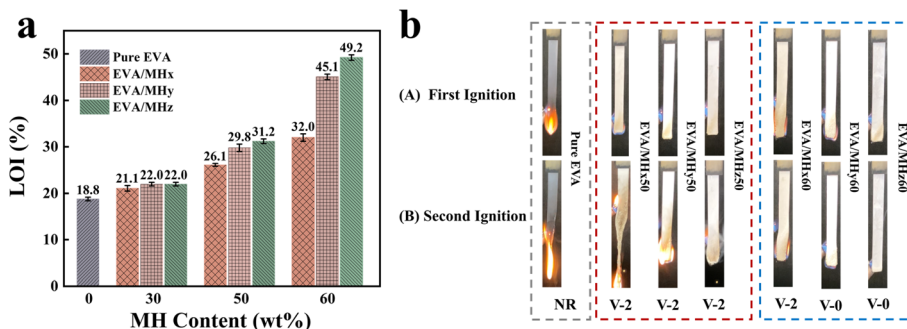 a
LOI (%)
50
40
30
20
10
0
Pure EVA
EVA/MHx
EVA/MHy
EVA/MHz
18.8
21.1
22.0
22.0
26.1
29.8
31.2
32.0
45.1
49.2
0
30
50
60
MH Content (wt%)
b
(A) First Ignition
(B) Second Ignition
Pure EVA
EVA/MHx50
EVA/MHy50
EVA/MHz50
EVA/MHx60
EVA/MHy60
EVA/MHz60
NR
V-2
V-2
V-2
V-2
V-0
V-0